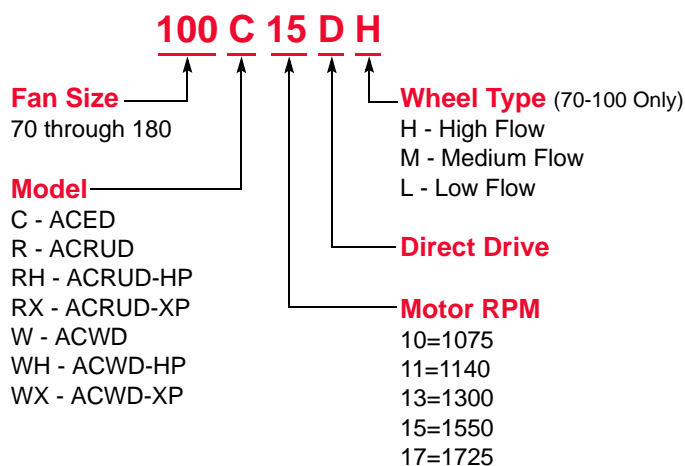 100 C 15 D H
Fan Size
70 through 180
Model
C - ACED
R - ACRUD
RH - ACRUD-HP
RX - ACRUD-XP
W - ACWD
WH - ACWD-HP
WX - ACWD-XP
Wheel Type (70-100 Only)
H - High Flow
M - Medium Flow
L - Low Flow
Direct Drive
Motor RPM
10=1075
11=1140
13=1300
15=1550
17=1725